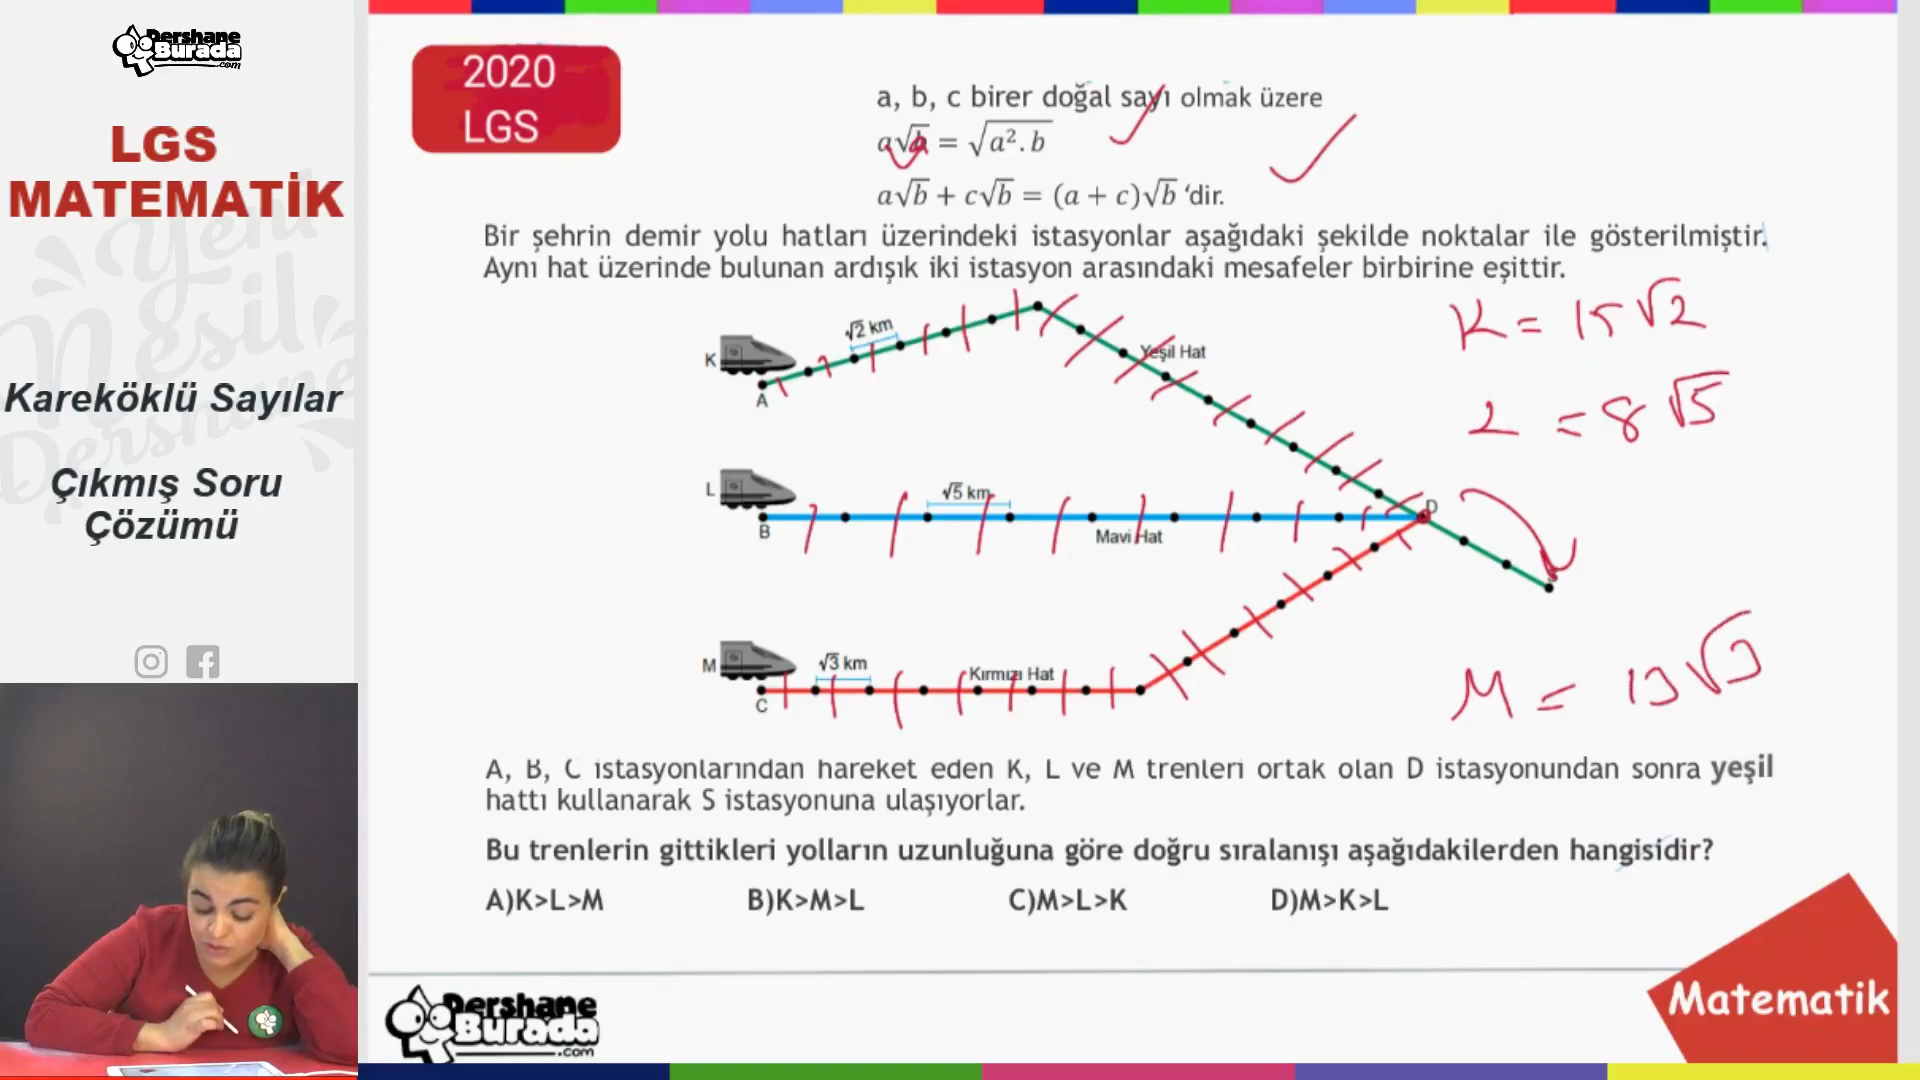 Dershane
Burada
.com
LGS
MATEMATİK
Yeni
Nesil
Dershane
Kareköklü Sayılar
Çıkmış Soru
Çözümü
2020
LGS
a, b, c birer doğal sayı olmak üzere
a√b = √a². b
a√b + c√b = (a + c)√b ‘dir.
Bir şehrin demir yolu hatları üzerindeki istasyonlar aşağıdaki şekilde noktalar ile gösterilmiştir.
Aynı hat üzerinde bulunan ardışık iki istasyon arasındaki mesafeler birbirine eşittir.
K = 15√2
√2 km
K
Yeşil Hat
A
L = 8√5
L
√5 km
D
B
Mavi Hat
S
M
√3 km
Kırmızı Hat
C
M = 13√3
A, B, C istasyonlarından hareket eden K, L ve M trenleri ortak olan D istasyonundan sonra yeşil
hattı kullanarak S istasyonuna ulaşıyorlar.
Bu trenlerin gittikleri yolların uzunluğuna göre doğru sıralanışı aşağıdakilerden hangisidir?
A)K>L>M B)K>M>L C)M>L>K D)M>K>L
Matematik
Dershane
Burada
.com